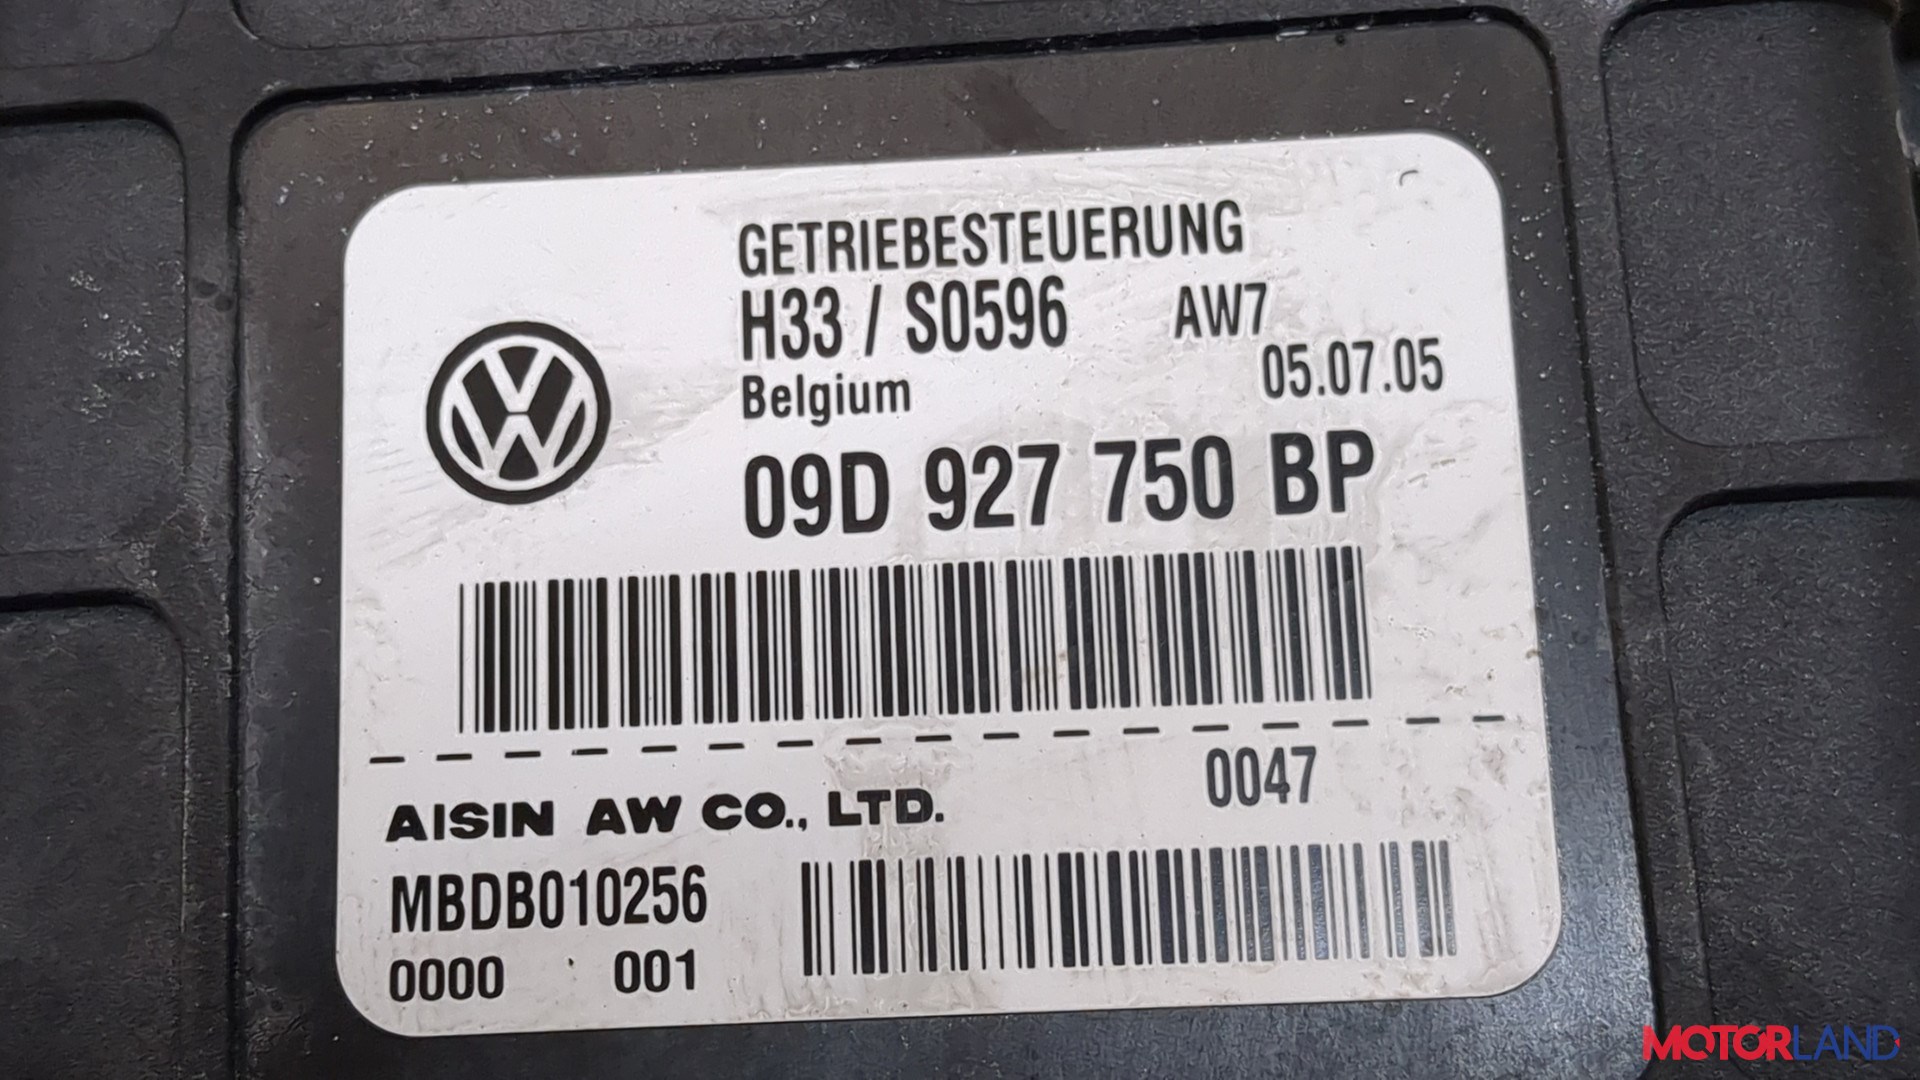 GETRIEBESTEUERUNG
H33 / S0596 AW7
Belgium 05.07.05
09D 927 750 BP
0047
AISIN AW CO., LTD.
MBDB010256
0000 001
MOTORLAND